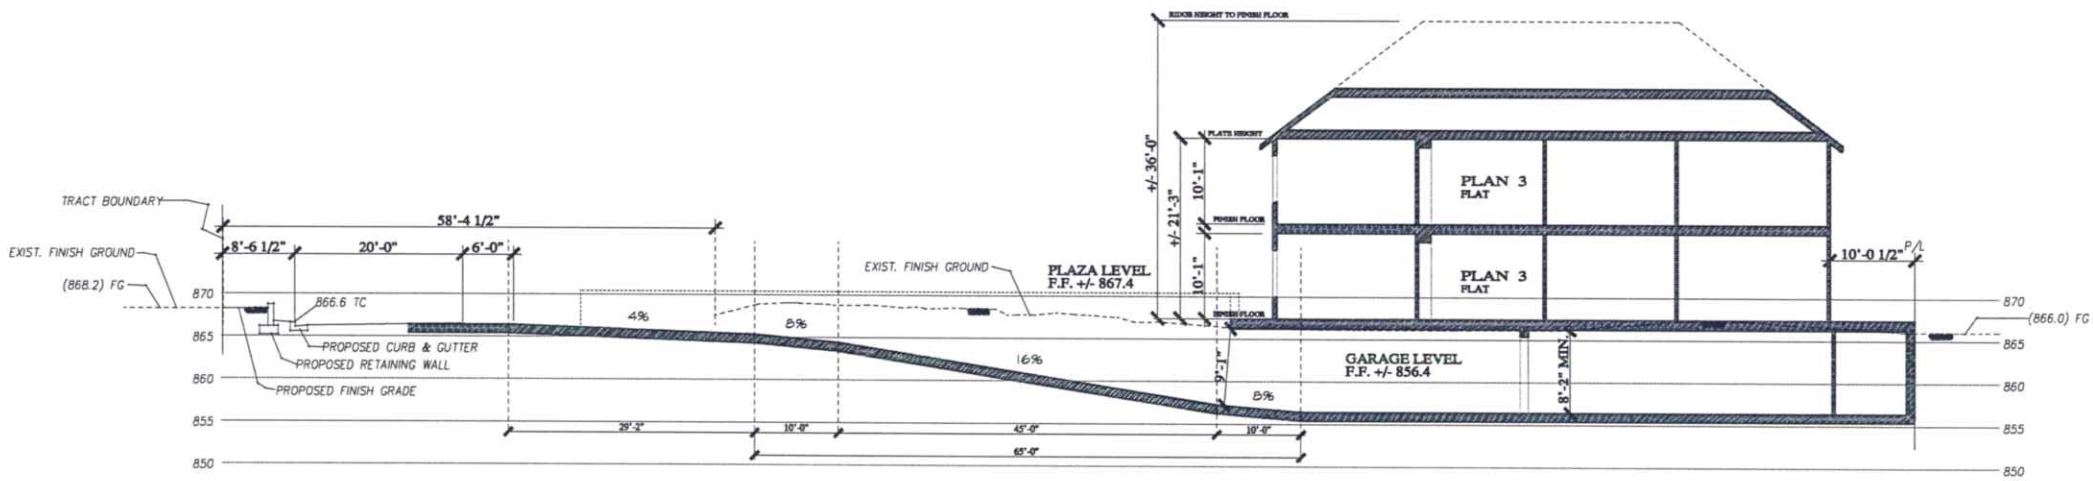 RIDGE HEIGHT TO FINISH FLOOR
+/- 36'-0"
PLATE HEIGHT
10'-1"
+/- 21'-3"
PLAN 3
PLAT
FINISH FLOOR
10'-1"
PLAN 3
PLAT
FINISH FLOOR
TRACT BOUNDARY
58'-4 1/2"
8'-6 1/2"
20'-0"
6'-0"
EXIST. FINISH GROUND
(868.2) FG
866.6 TC
EXIST. FINISH GROUND
PLAZA LEVEL
F.F. +/- 867.4
10'-0 1/2"
P/L
870
865
860
855
850
4%
8%
16%
8%
PROPOSED CURB & GUTTER
PROPOSED RETAINING WALL
PROPOSED FINISH GRADE
9'-1"
GARAGE LEVEL
F.F. +/- 856.4
8'-2" MIN.
870
(866.0) FG
865
860
855
850
29'-2"
10'-0"
45'-0"
10'-0"
65'-0"